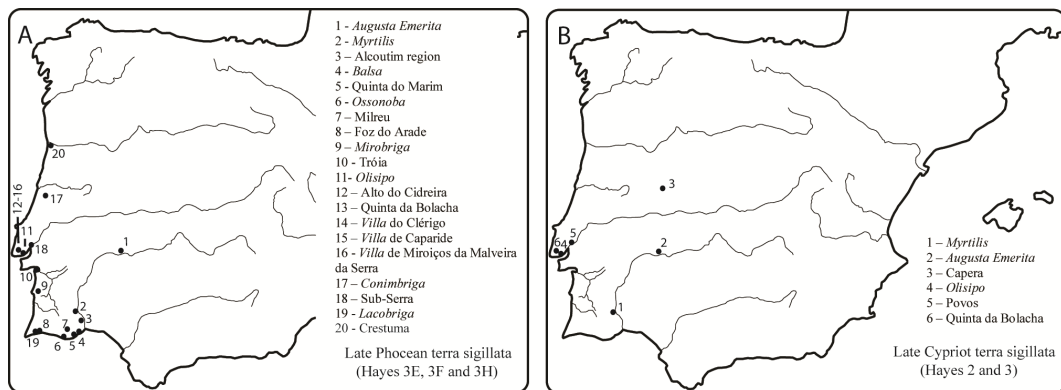 A
1 - Augusta Emerita
2 - Myrtilis
3 – Alcoutim region
4 - Balsa
5 - Quinta do Marim
6 - Ossonoba
7 – Milreu
8 – Foz do Arade
9 – Mirobriga
10 - Tróia
11- Olisipo
12 – Alto do Cidreira
13 - Quinta da Bolacha
14 – Villa do Clérigo
15 – Villa de Caparide
16 – Villa de Miroiços da Malveira
da Serra
17 – Conimbriga
18 – Sub-Serra
19 – Lacobriga
20 – Crestuma
Late Phocean terra sigillata
(Hayes 3E, 3F and 3H)
20
17
12-16
11
18
1
10
9
2
3
8
7
19
6
5
4
B
3
5
6
4
2
1
1 – Myrtilis
2 – Augusta Emerita
3 – Capera
4 – Olisipo
5 – Povos
6 – Quinta da Bolacha
Late Cypriot terra sigillata
(Hayes 2 and 3)